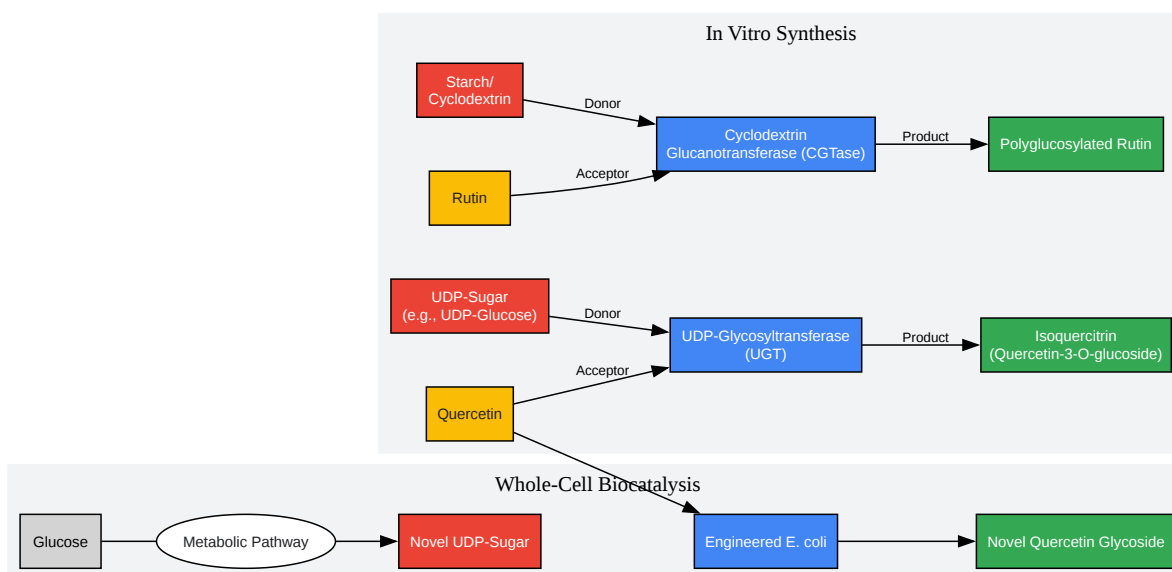 In Vitro Synthesis
Starch/
Cyclodextrin
Donor
Cyclodextrin
Glucanotransferase (CGTase)
Product
Polyglucosylated Rutin
Acceptor
Rutin
UDP-Sugar
(e.g., UDP-Glucose)
Donor
UDP-Glycosyltransferase
(UGT)
Product
Isoquercitrin
(Quercetin-3-O-glucoside)
Acceptor
Quercetin
Whole-Cell Biocatalysis
Glucose
Metabolic Pathway
Novel UDP-Sugar
Engineered E. coli
Novel Quercetin Glycoside